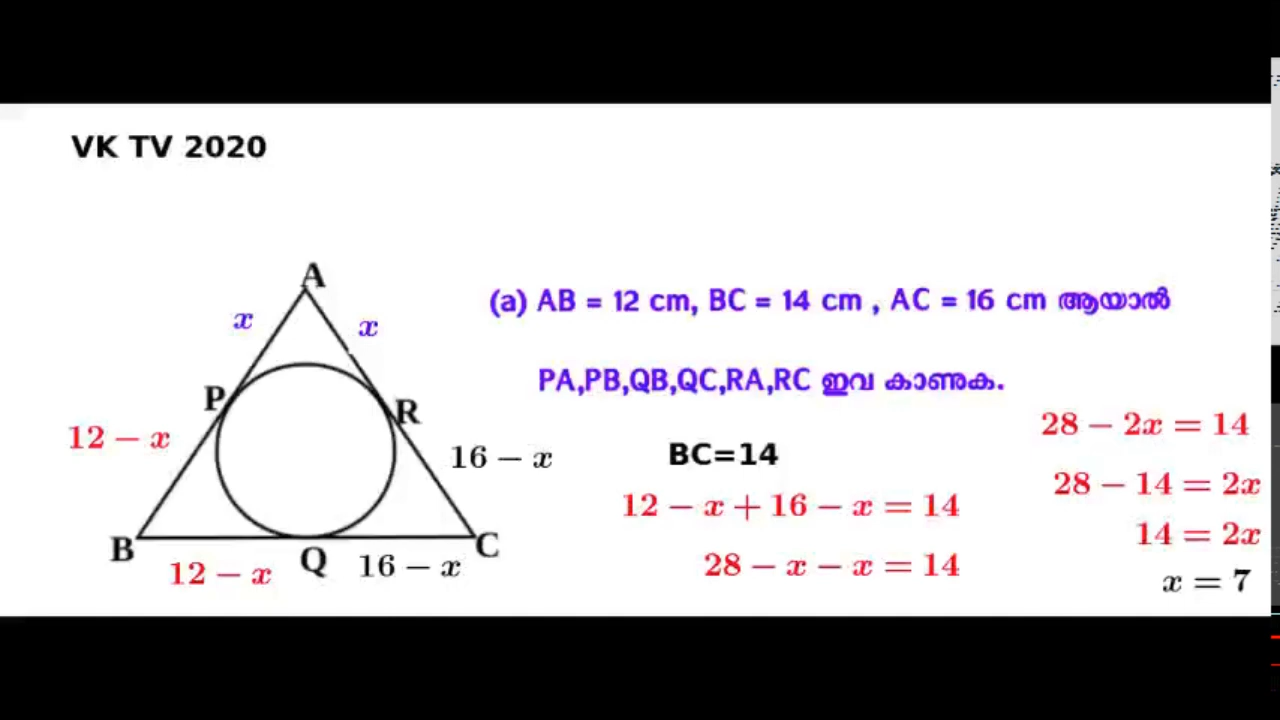 VK TV 2020
A
x
x
(a) AB = 12 cm, BC = 14 cm , AC = 16 cm ആയാൽ
PA,PB,QB,QC,RA,RC ഇവ കാണുക.
P
R
12 − x
16 − x
BC=14
28 − 2x = 14
12 − x + 16 − x = 14
28 − 14 = 2x
14 = 2x
B
Q
C
12 − x
16 − x
28 − x − x = 14
x = 7